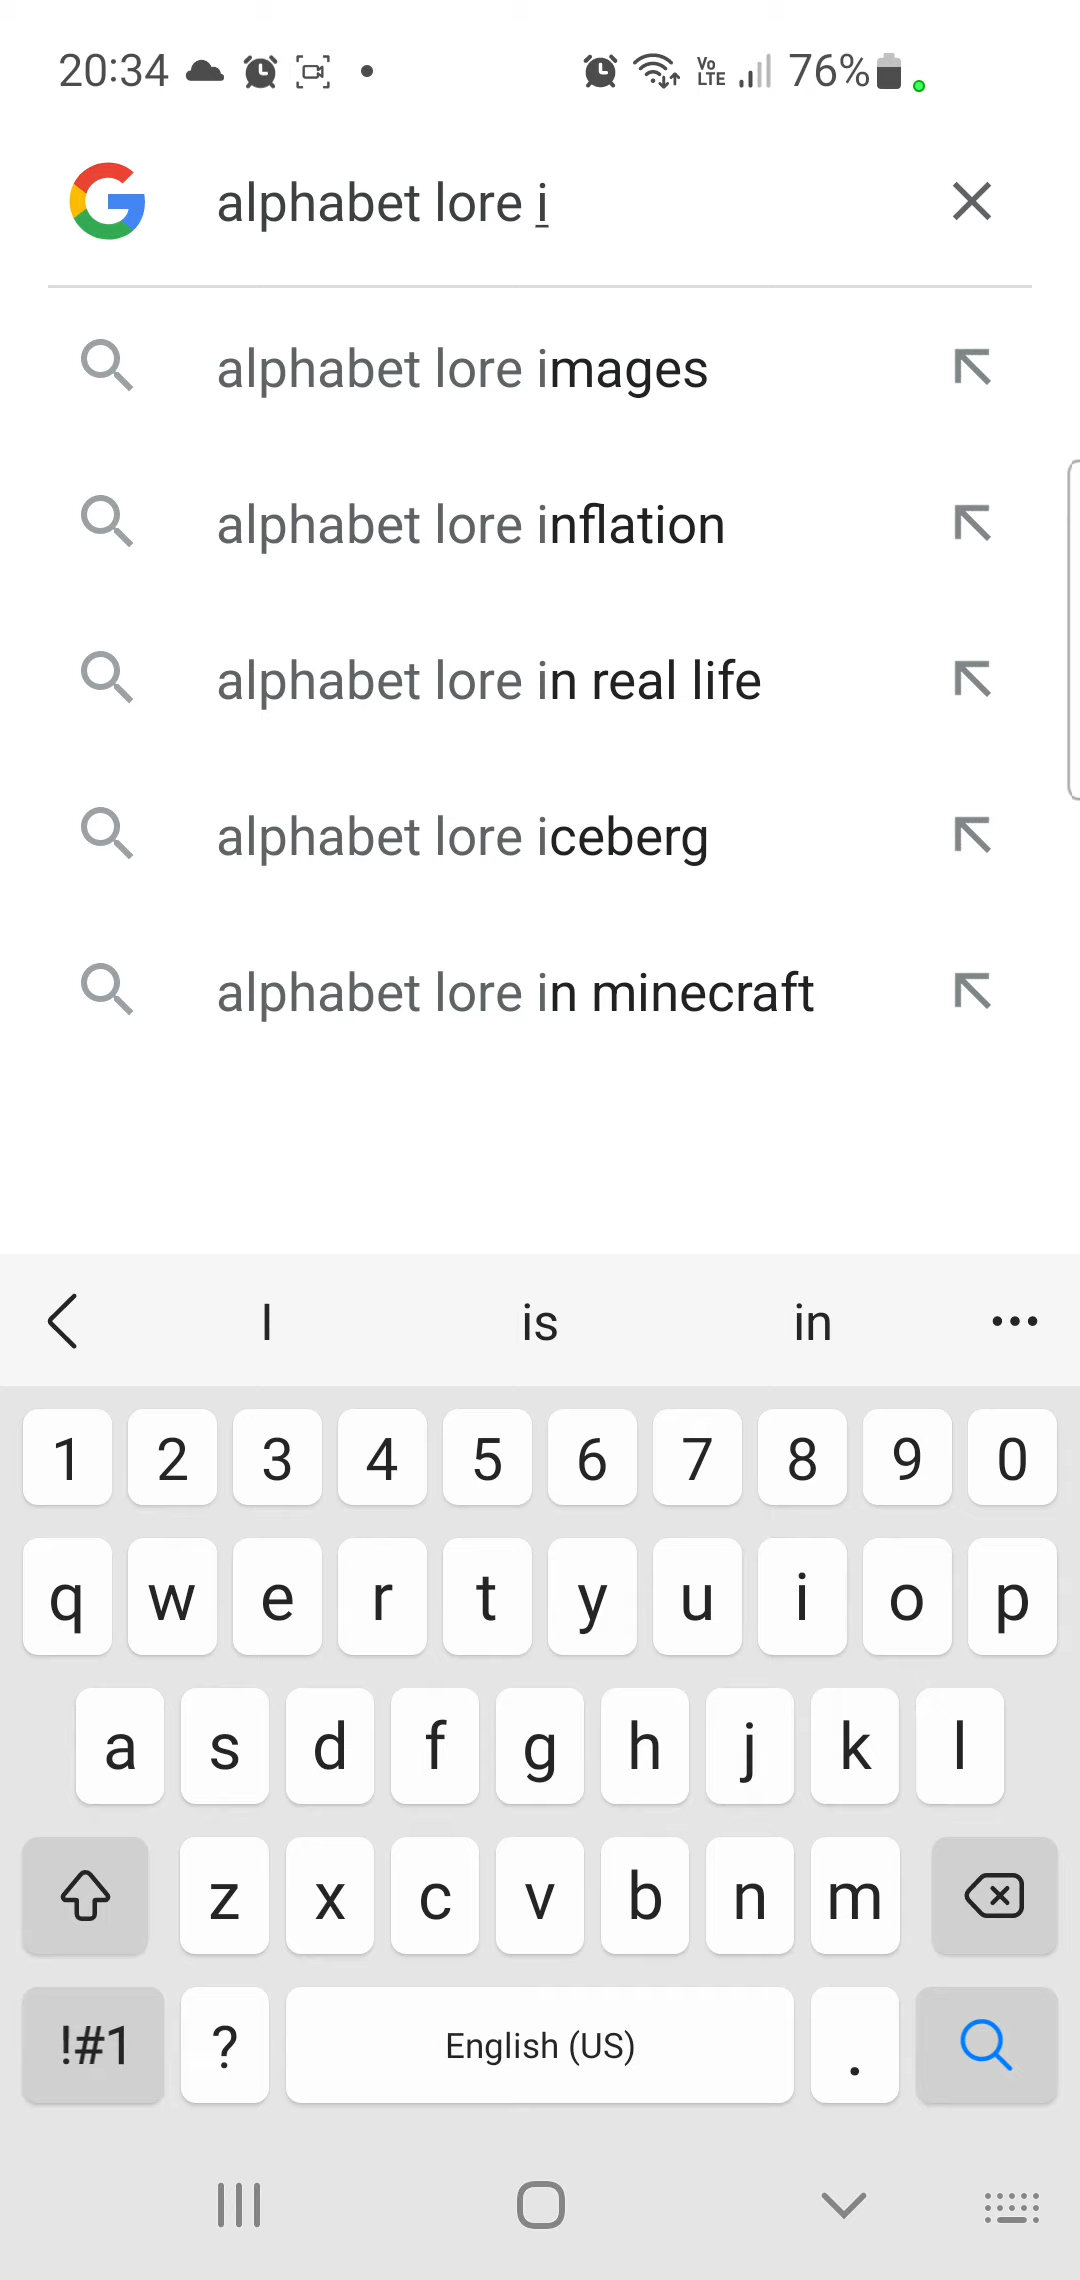 20:34 Vo LTE 76%
alphabet lore i
alphabet lore images
alphabet lore inflation
alphabet lore in real life
alphabet lore iceberg
alphabet lore in minecraft
I is in
1 2 3 4 5 6 7 8 9 0
q w e r t y u i o p
a s d f g h j k l
z x c v b n m
!#1 ? English (US) .